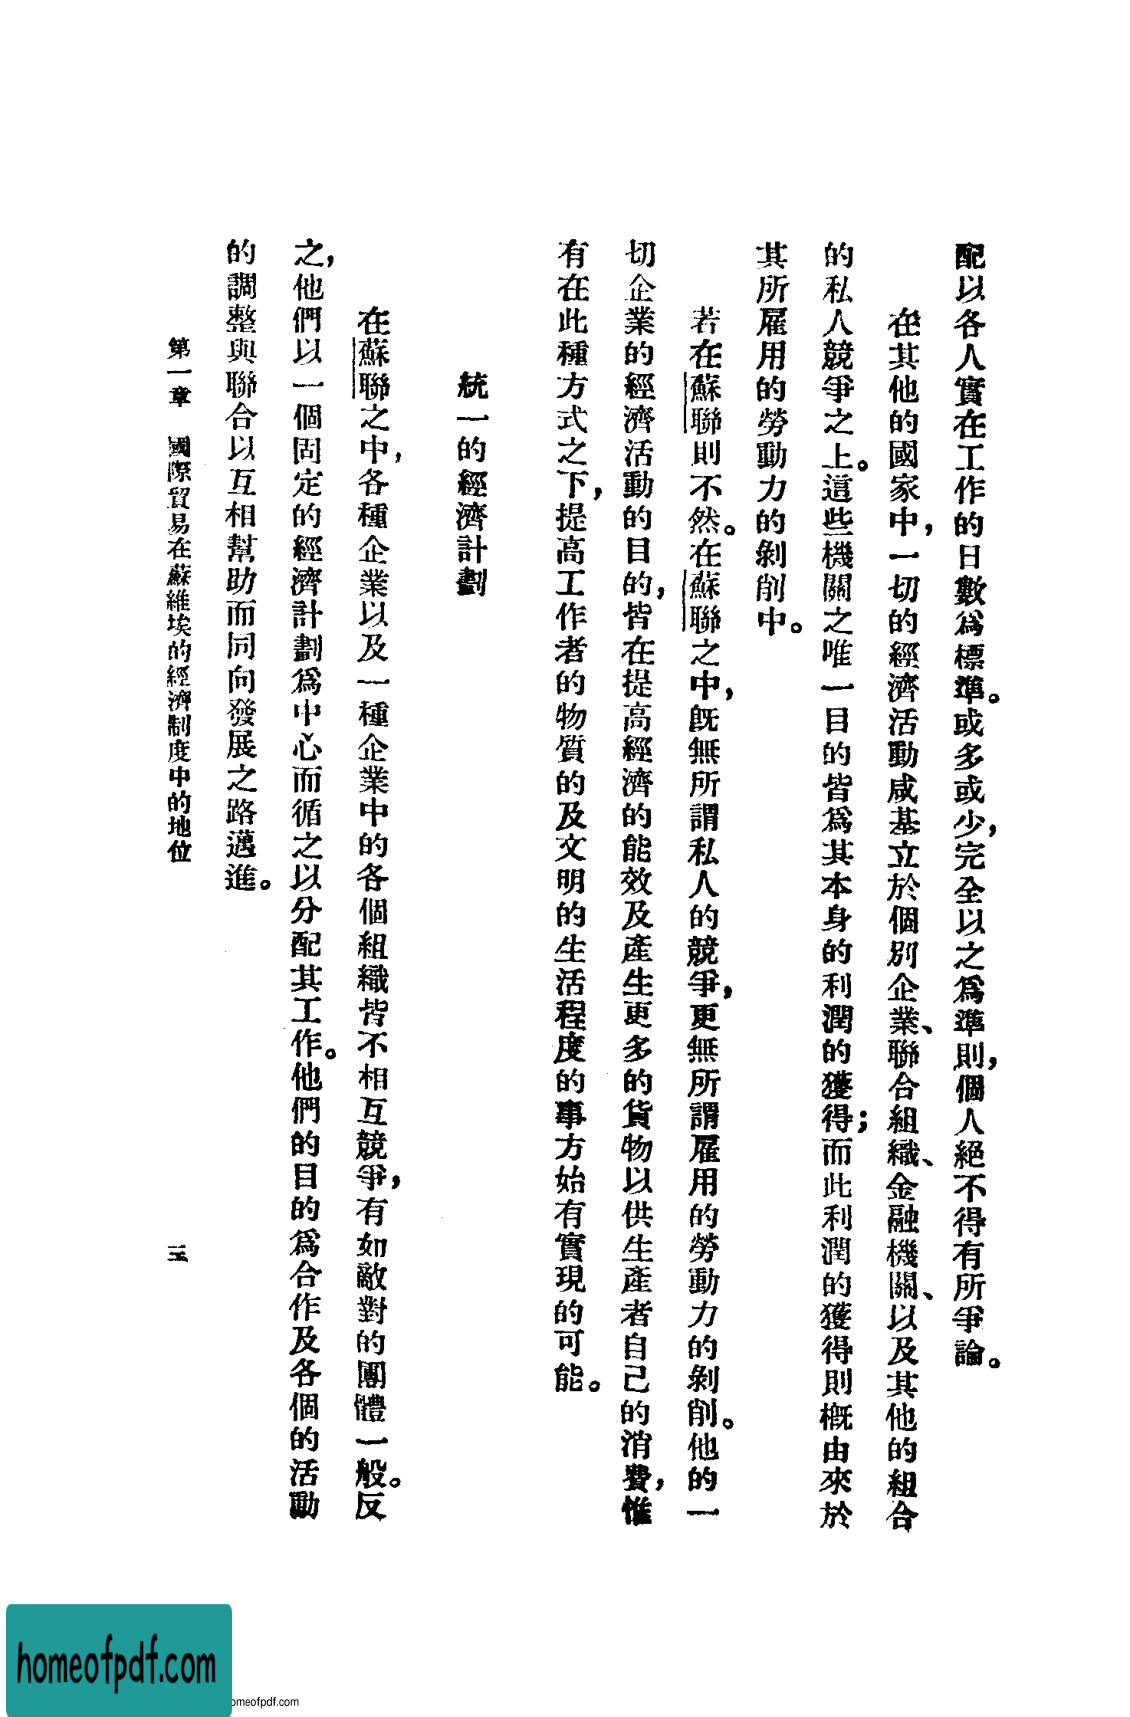 配以各人實在工作的日數爲標準。或多或少，完全以之爲準則，個人絕不得有所爭論。
在其他的國家中，一切的經濟活動咸基立於個別企業、聯合組織、金融機關、以及其他的組合
的私人競爭之上。這些機關之唯一目的皆爲其本身的利潤的獲得；而此利潤的獲得則槪由來於
其所雇用的勞動力的剝削中。
若在蘇聯則不然。在蘇聯之中，旣無所謂私人的競爭，更無所謂雇用的勞動力的剝削。他的一
切企業的經濟活動的目的，皆在提高經濟的能效及產生更多的貨物以供生產者自己的消費，惟
有在此種方式之下，提高工作者的物質的及文明的生活程度的事方始有實現的可能。
統一的經濟計劃
在蘇聯之中，各種企業以及一種企業中的各個組織皆不相互競爭，有如敵對的團體一般。反
之，他們以一個固定的經濟計劃爲中心而循之以分配其工作。他們的目的爲合作及各個的活動
的調整與聯合以互相幫助而同向發展之路邁進。
第一章 國際貿易在蘇維埃的經濟制度中的地位
三
homeofpdf.com
omeofpdf.com